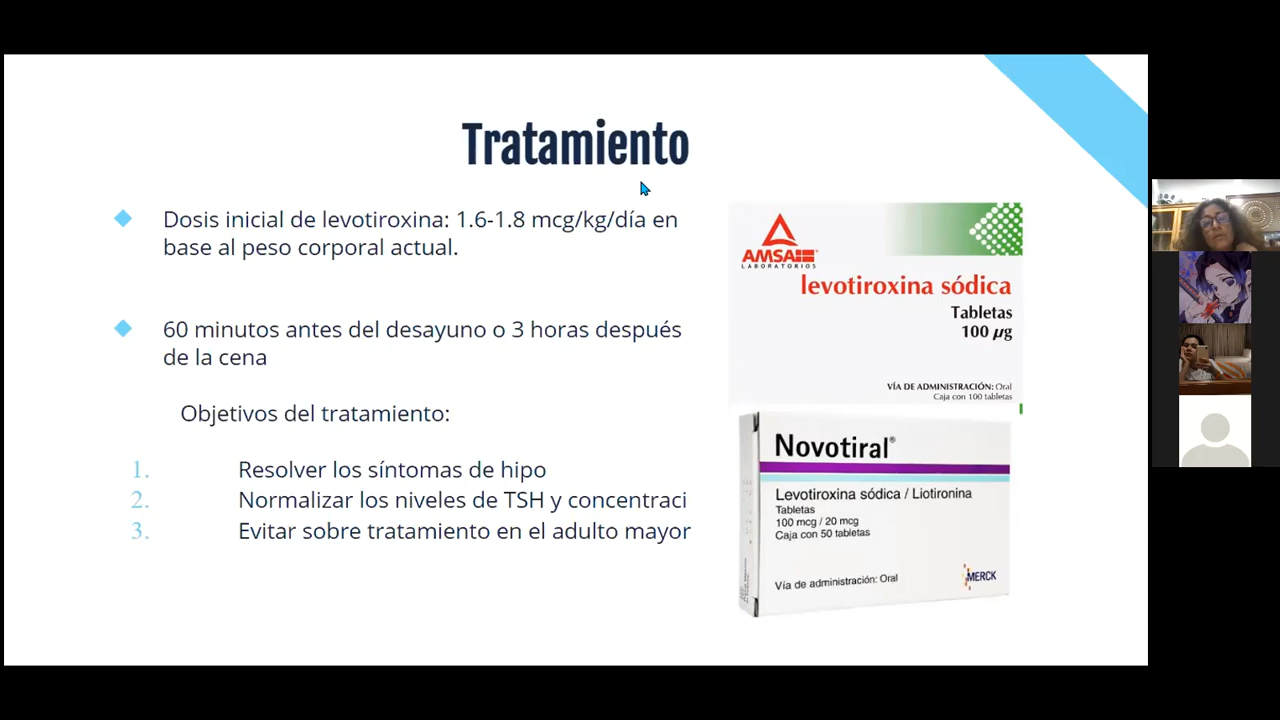 Tratamiento
Dosis inicial de levotiroxina: 1.6-1.8 mcg/kg/día en
base al peso corporal actual.
60 minutos antes del desayuno o 3 horas después
de la cena
Objetivos del tratamiento:
1. Resolver los síntomas de hipo
2. Normalizar los niveles de TSH y concentraci
3. Evitar sobre tratamiento en el adulto mayor
AMSA
LABORATORIOS
levotiroxina sódica
Tabletas
100 µg
VÍA DE ADMINISTRACIÓN: Oral
Caja con 100 tabletas
Novotiral®
Levotiroxina sódica / Liotironina
Tabletas
100 mcg / 20 mcg
Caja con 50 tabletas
Vía de administración: Oral
MERCK